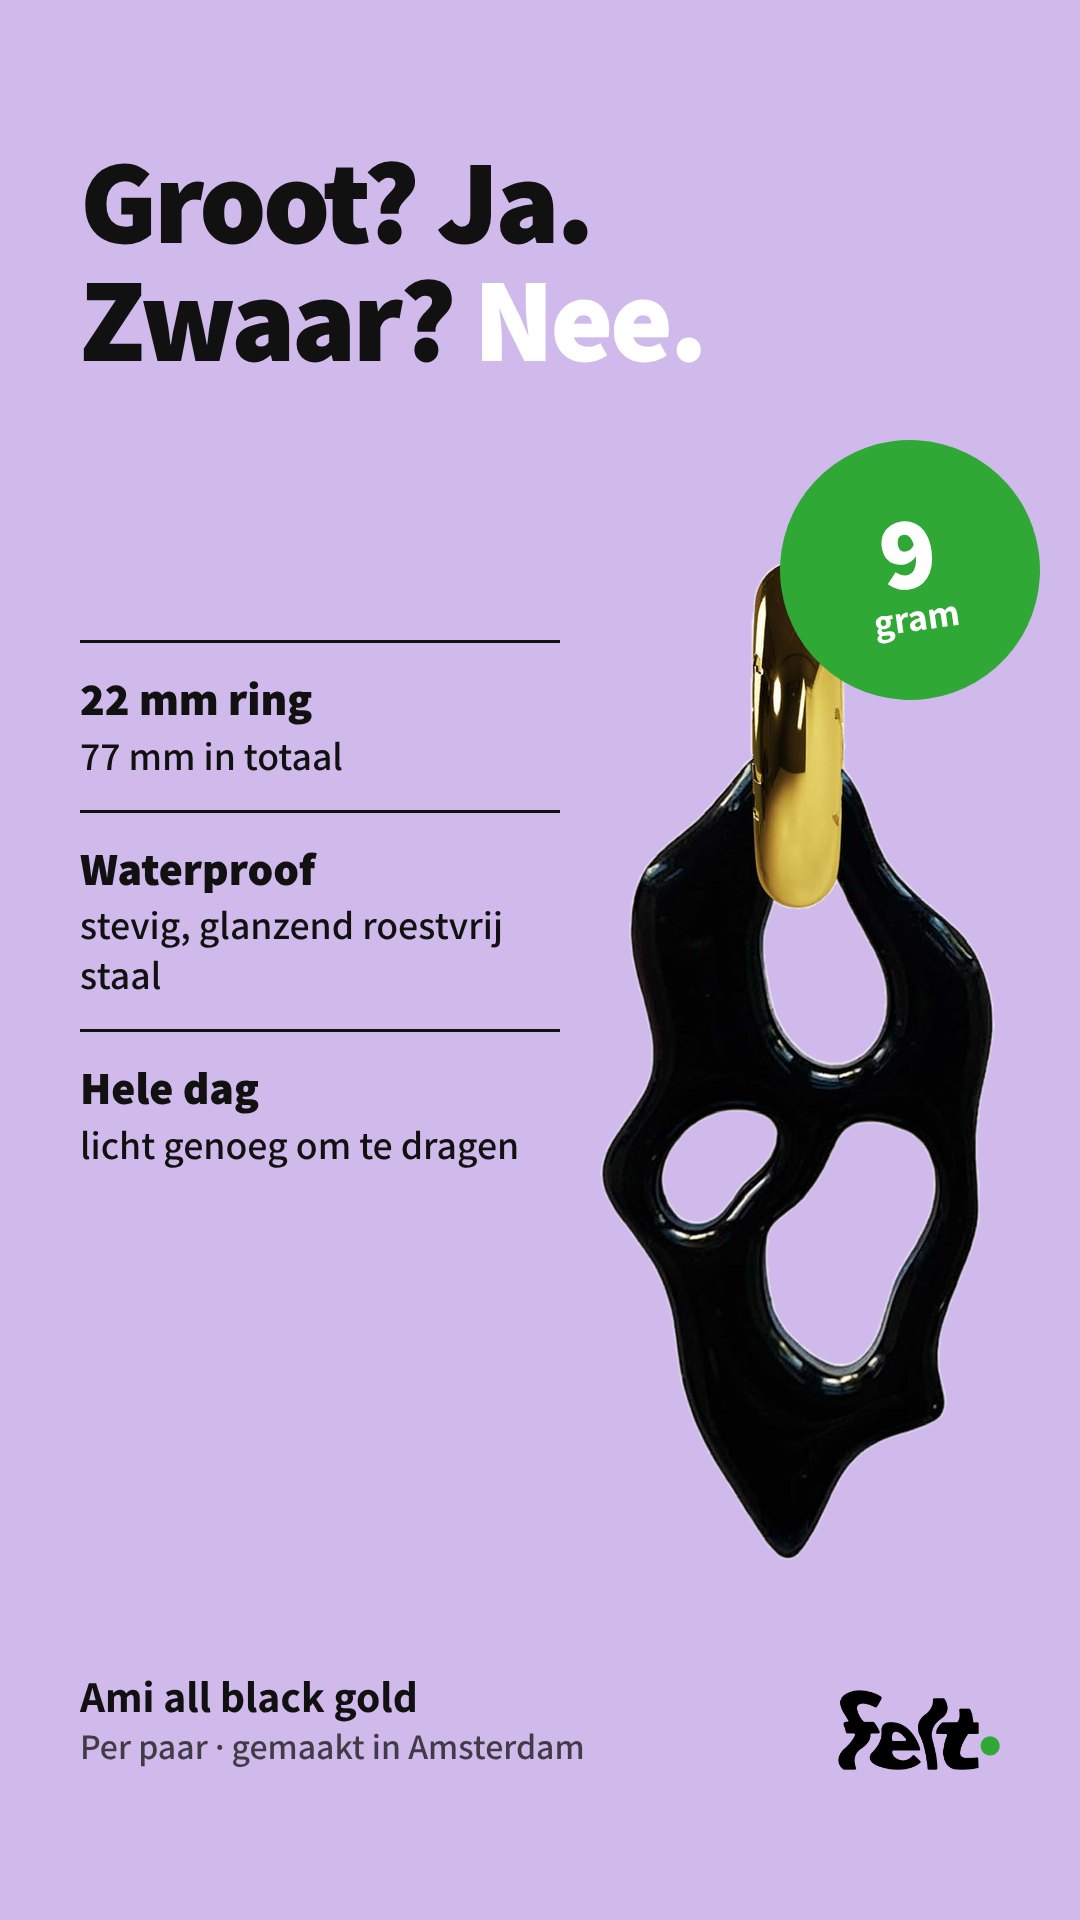 Groot? Ja.
Zwaar? Nee.
9
gram
22 mm ring
77 mm in totaal
Waterproof
stevig, glanzend roestvrij
staal
Hele dag
licht genoeg om te dragen
Ami all black gold
Per paar · gemaakt in Amsterdam
felt.